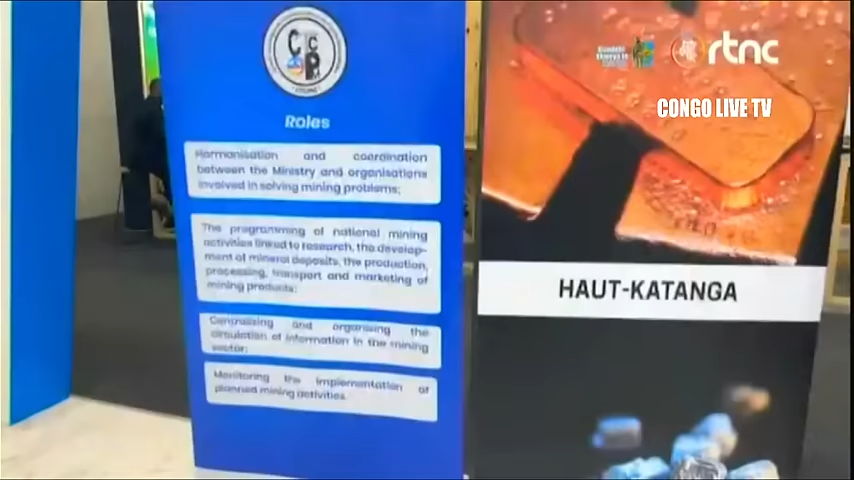 Roles
Harmonisation and coordination
between the Ministry and organisations
involved in solving mining problems;
The programming of national mining
activities linked to research, the develop-
ment of mineral deposits, the production,
processing, transport and marketing of
mining products;
Centralising and organising the
circulation of information in the mining
sector;
Monitoring the implementation of
planned mining activities.
rtnc
CONGO LIVE TV
HAUT-KATANGA